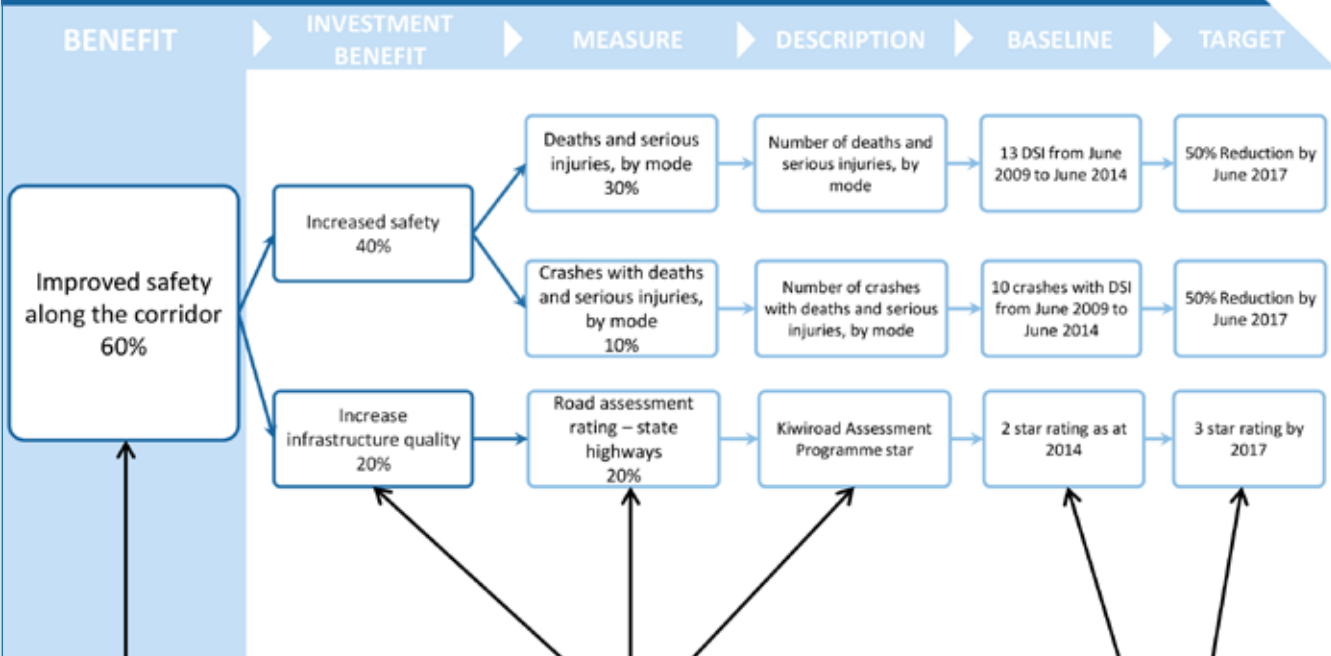 BENEFIT
INVESTMENT
BENEFIT
MEASURE
DESCRIPTION
BASELINE
TARGET
Improved safety
along the corridor
60%
Increased safety
40%
Deaths and serious
injuries, by mode
30%
Number of deaths and
serious injuries, by
mode
13 DSI from June
2009 to June 2014
50% Reduction by
June 2017
Crashes with deaths
and serious injuries,
by mode
10%
Number of crashes
with deaths and serious
injuries, by mode
10 crashes with DSI
from June 2009 to
June 2014
50% Reduction by
June 2017
Increase
infrastructure quality
20%
Road assessment
rating – state
highways
20%
Kiwiroad Assessment
Programme star
2 star rating as at
2014
3 star rating by
2017